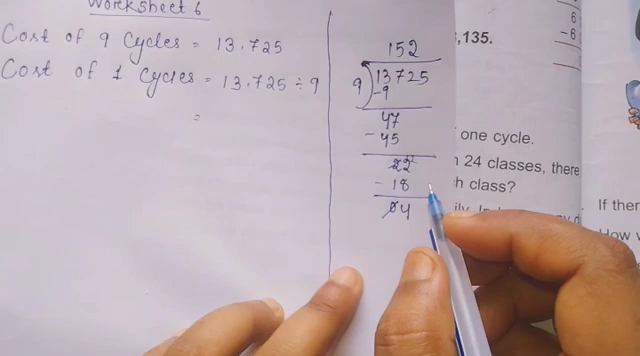 Worksheet 6
Cost of 9 Cycles = 13,725
Cost of 1 Cycles = 13,725 ÷ 9
=
152
9 13725
-9
47
- 45
22
- 18
04
6
-6
,135.
one cycle.
24 classes, there
class?
If ther
How